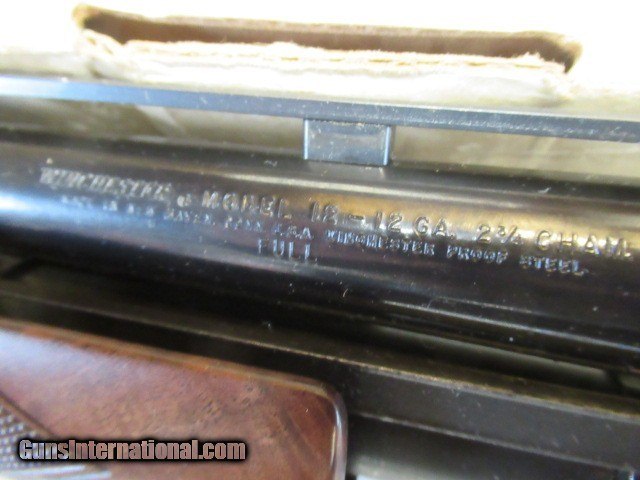 WINCHESTER ® MODEL 12 - 12 GA. 2¾ CHAM.
MADE IN U.S.A. WINCHESTER PROOF STEEL
FULL
GunsInternational.com